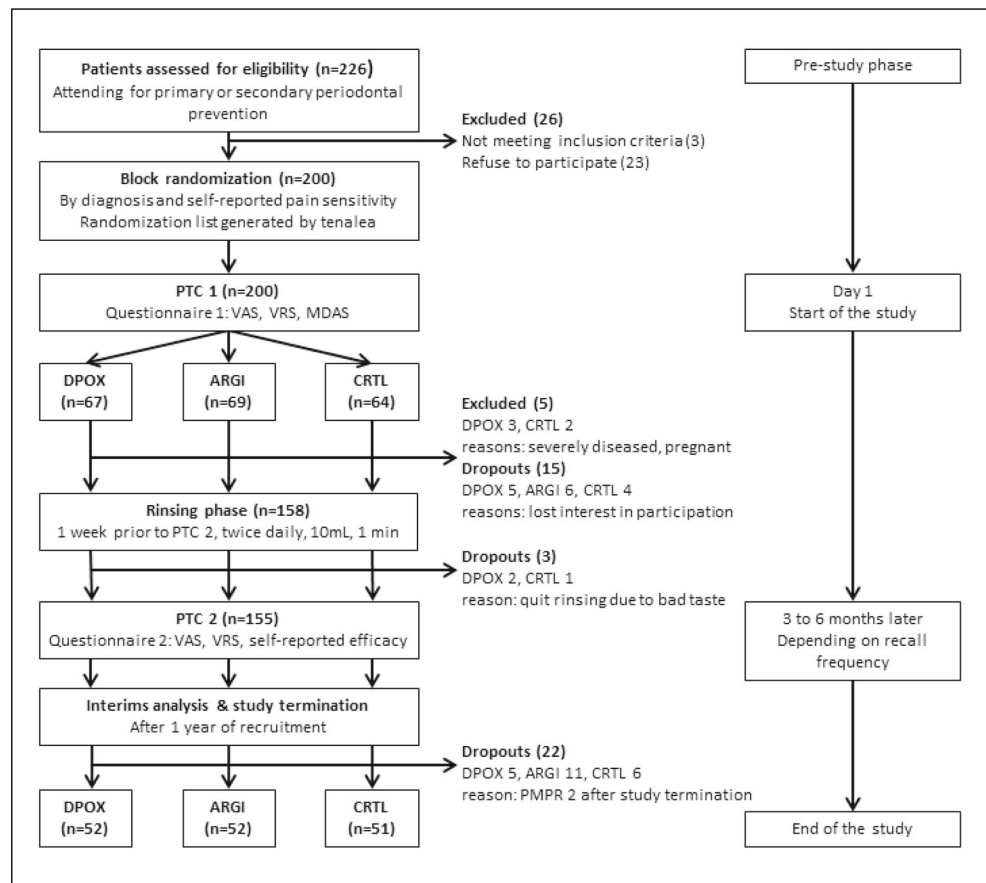 Patients assessed for eligibility (n=226)
Attending for primary or secondary periodontal
prevention
Pre-study phase
Excluded (26)
Not meeting inclusion criteria (3)
Refuse to participate (23)
Block randomization (n=200)
By diagnosis and self-reported pain sensitivity
Randomization list generated by tenalea
PTC 1 (n=200)
Questionnaire 1: VAS, VRS, MDAS
Day 1
Start of the study
DPOX
(n=67)
ARGI
(n=69)
CRTL
(n=64)
Excluded (5)
DPOX 3, CRTL 2
reasons: severely diseased, pregnant
Dropouts (15)
DPOX 5, ARGI 6, CRTL 4
reasons: lost interest in participation
Rinsing phase (n=158)
1 week prior to PTC 2, twice daily, 10mL, 1 min
Dropouts (3)
DPOX 2, CRTL 1
reason: quit rinsing due to bad taste
PTC 2 (n=155)
Questionnaire 2: VAS, VRS, self-reported efficacy
3 to 6 months later
Depending on recall
frequency
Interims analysis & study termination
After 1 year of recruitment
Dropouts (22)
DPOX 5, ARGI 11, CRTL 6
reason: PMPR 2 after study termination
DPOX
(n=52)
ARGI
(n=52)
CRTL
(n=51)
End of the study